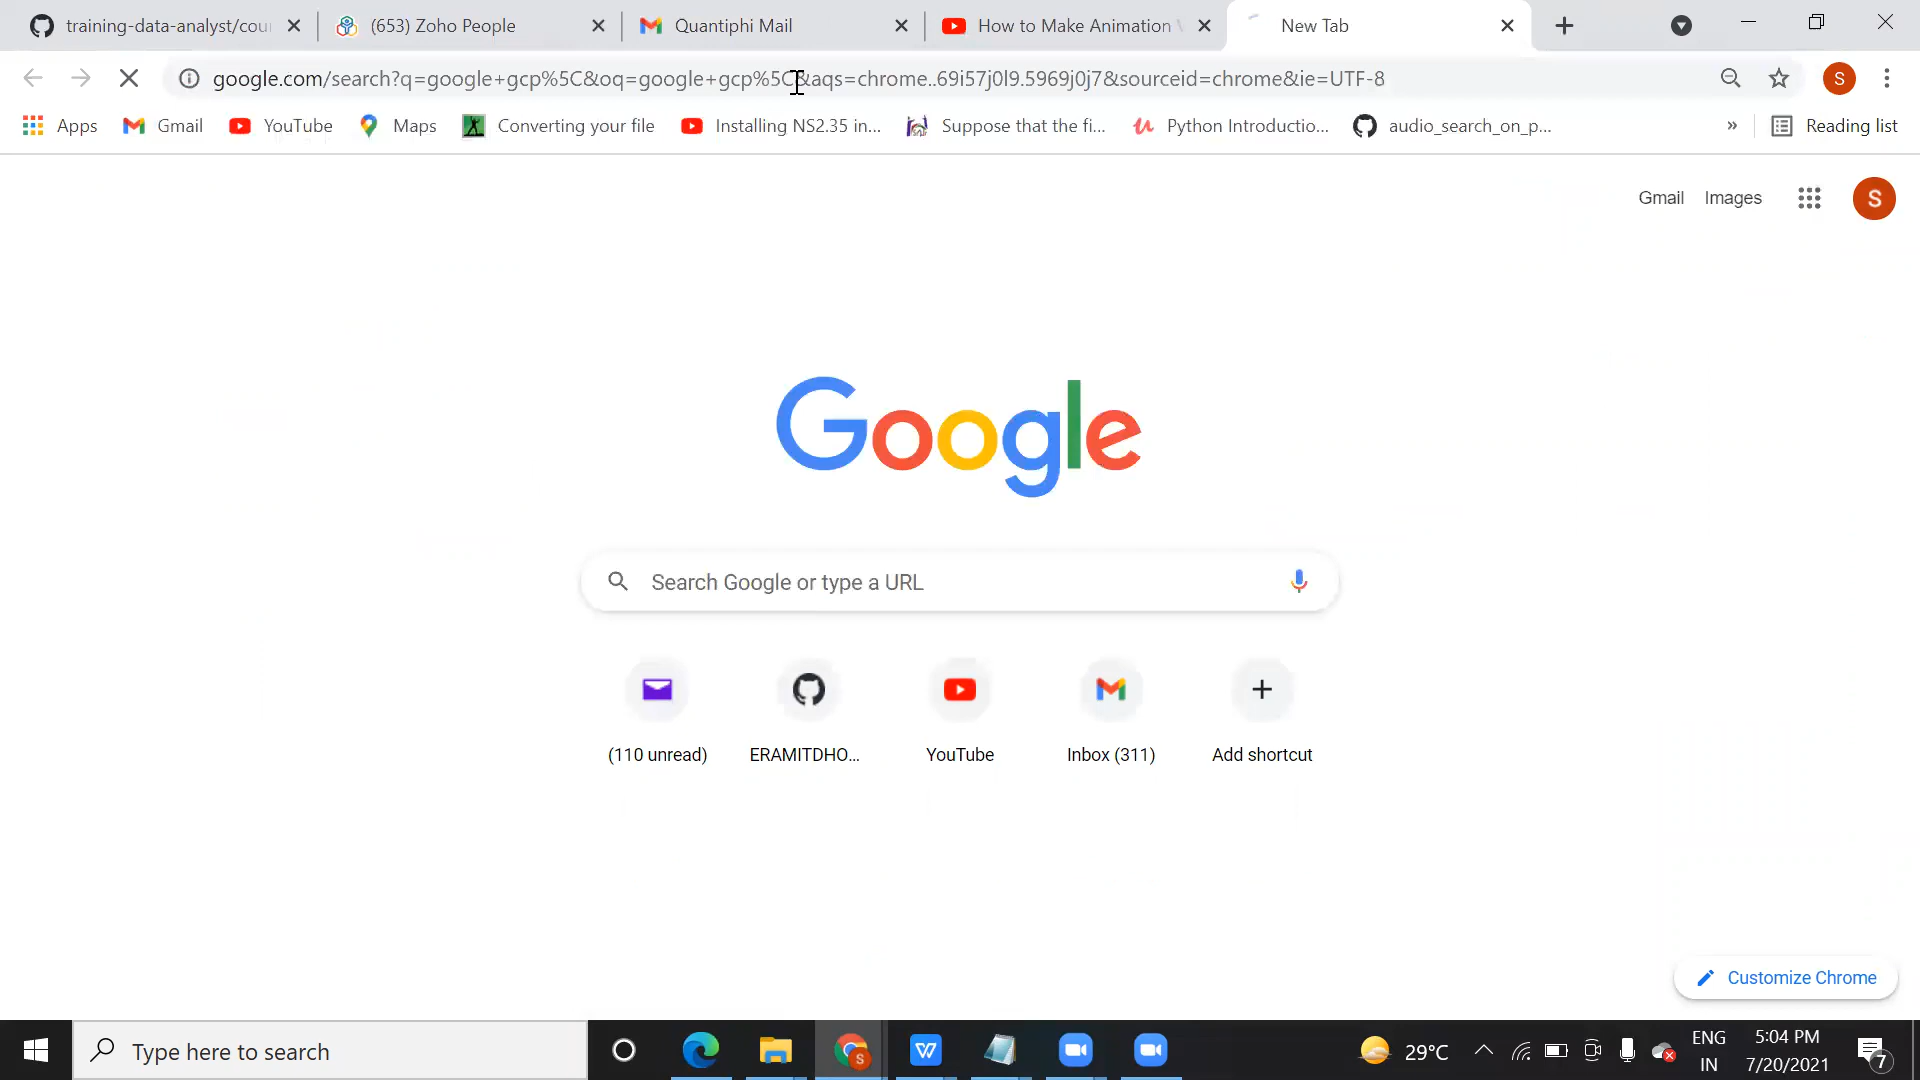 training-data-analyst/cou
(653) Zoho People
Quantiphi Mail
How to Make Animation
New Tab
google.com/search?q=google+gcp%5C&oq=google+gcp%5C&aqs=chrome..69i57j0l9.5969j0j7&sourceid=chrome&ie=UTF-8
S
Apps
Gmail
YouTube
Maps
Converting your file
Installing NS2.35 in...
Suppose that the fi...
Python Introductio...
audio_search_on_p...
»
Reading list
Gmail
Images
S
Google
Search Google or type a URL
(110 unread)
ERAMITDHO...
YouTube
Inbox (311)
Add shortcut
Customize Chrome
Type here to search
S
W
29°C
ENG
IN
5:04 PM
7/20/2021
7